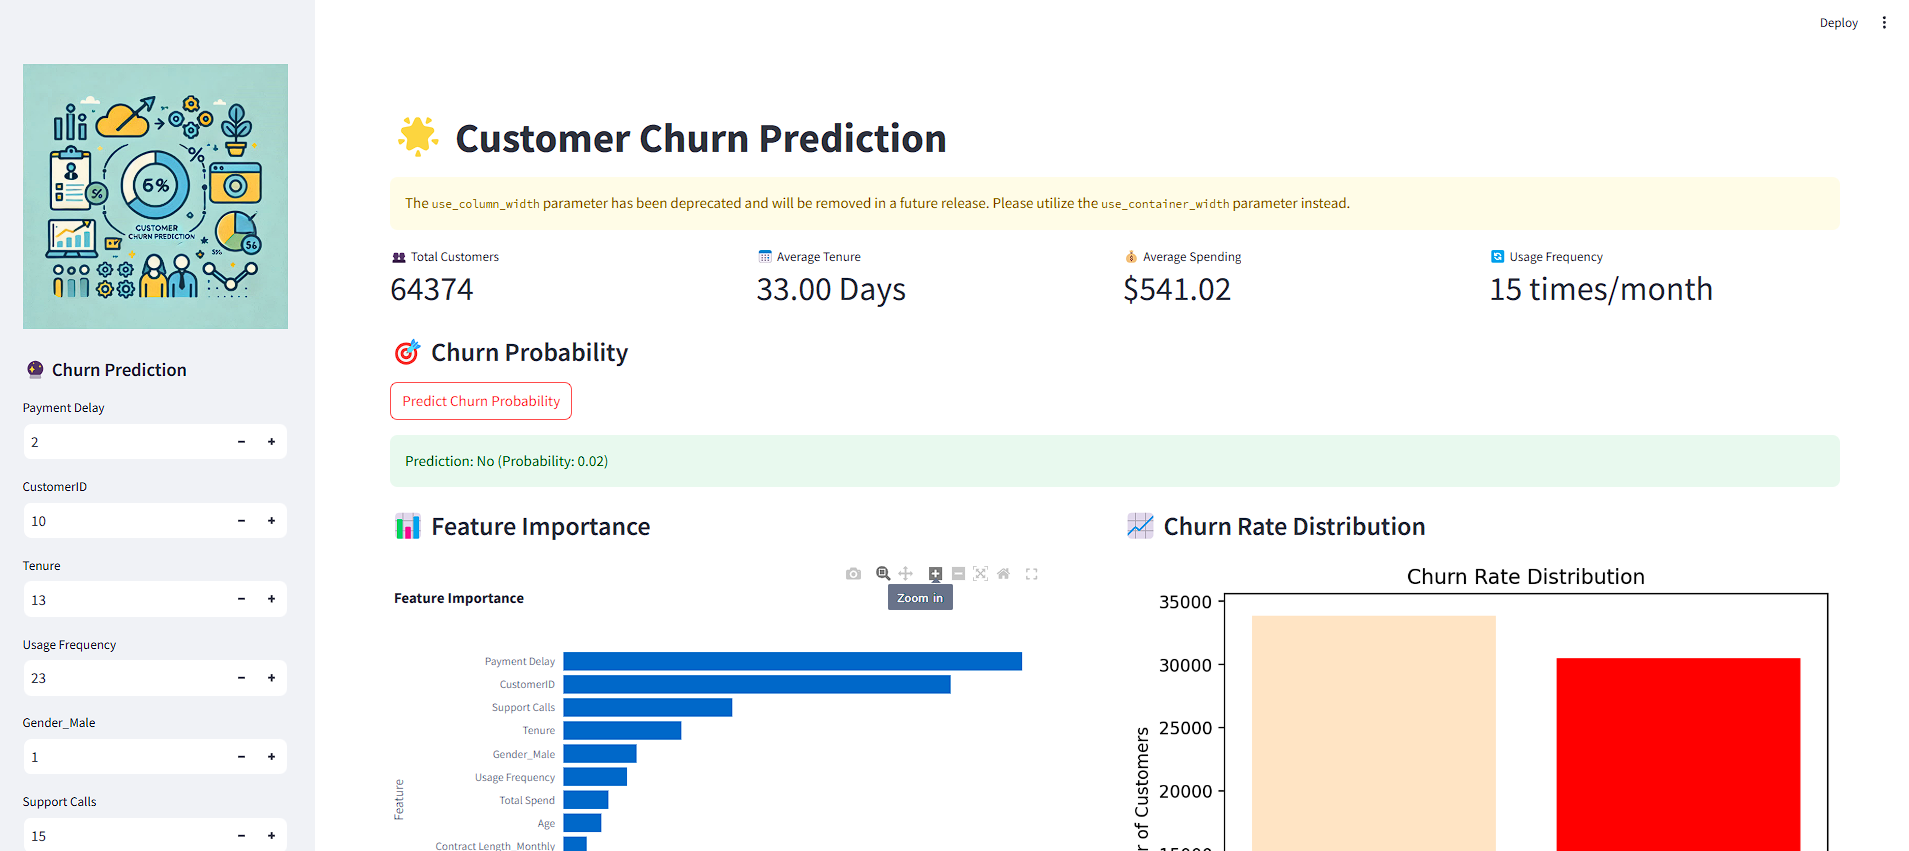 Deploy
6%
%
%
CUSTOMER
CHURN PREDICTION
56
Churn Prediction
Payment Delay
2
CustomerID
10
Tenure
13
Usage Frequency
23
Gender_Male
1
Support Calls
15
Customer Churn Prediction
The use_column_width parameter has been deprecated and will be removed in a future release. Please utilize the use_container_width parameter instead.
Total Customers
64374
Average Tenure
33.00 Days
Average Spending
$541.02
Usage Frequency
15 times/month
Churn Probability
Predict Churn Probability
Prediction: No (Probability: 0.02)
Feature Importance
Zoom in
Feature Importance
Payment Delay
CustomerID
Support Calls
Tenure
Gender_Male
Usage Frequency
Total Spend
Age
Contract Length_Monthly
Feature
Churn Rate Distribution
Churn Rate Distribution
35000
30000
25000
20000
15000
r of Customers